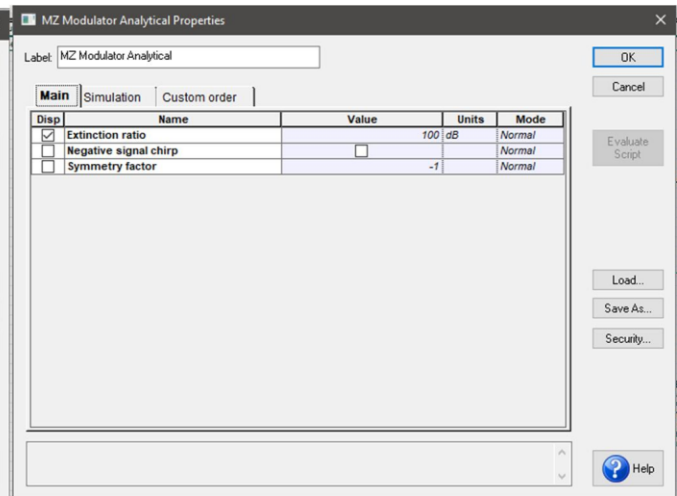 MZ Modulator Analytical Properties
Label: MZ Modulator Analytical
OK
Cancel
Main Simulation Custom order
Disp Name Value Units Mode
Extinction ratio 100 dB Normal
Negative signal chirp Normal
Symmetry factor -1 Normal
Evaluate
Script
Load...
Save As...
Security...
Help